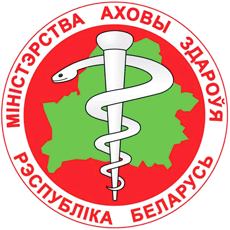 МІНІСТЭРСТВА АХОВЫ ЗДАРОЎЯ
РЭСПУБЛІКА БЕЛАРУСЬ